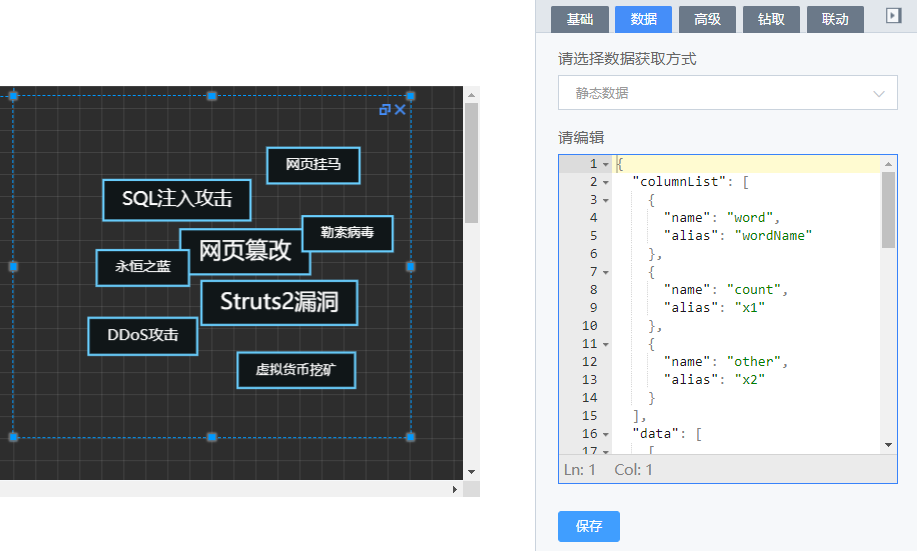 基础 数据 高级 钻取 联动
请选择数据获取方式
静态数据
请编辑
1 {
2 "columnList": [
3 {
4 "name": "word",
5 "alias": "wordName"
6 },
7 {
8 "name": "count",
9 "alias": "x1"
10 },
11 {
12 "name": "other",
13 "alias": "x2"
14 }
15 ],
16 "data": [
17 [
Ln: 1 Col: 1
保存
网页挂马
SQL注入攻击
勒索病毒
网页篡改
永恒之蓝
Struts2漏洞
DDoS攻击
虚拟货币挖矿